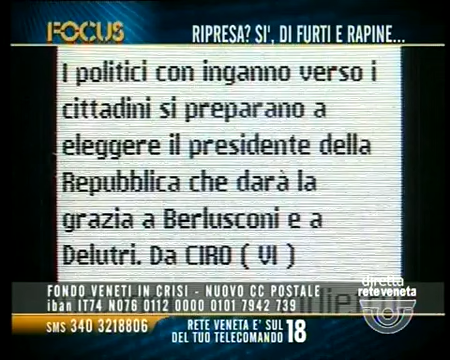 FOCUS
RIPRESA? SI', DI FURTI E RAPINE...
I politici con inganno verso i
cittadini si preparano a
eleggere il presidente della
Repubblica che darà la
grazia a Berlusconi e a
Delutri. Da CIRO ( VI )
FONDO VENETI IN CRISI - NUOVO CC POSTALE
iban IT74 N076 0112 0000 0101 7942 739
diretta
reteveneta
SMS 340 3218806
RETE VENETA E' SUL
DEL TUO TELECOMANDO 18